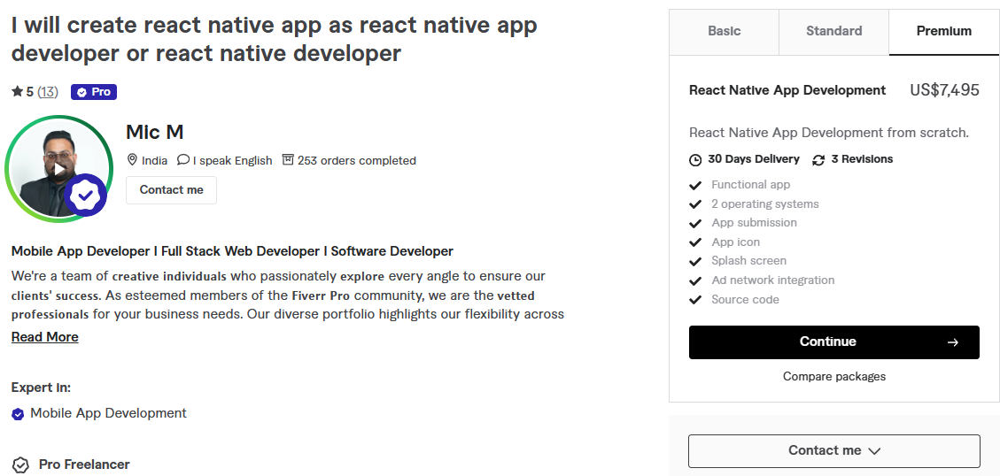 I will create react native app as react native app
developer or react native developer
5 (13) Pro
Mic M
India I speak English 253 orders completed
Contact me
Mobile App Developer I Full Stack Web Developer I Software Developer
We're a team of creative individuals who passionately explore every angle to ensure our
clients' success. As esteemed members of the Fiverr Pro community, we are the vetted
professionals for your business needs. Our diverse portfolio highlights our flexibility across
Read More
Expert in:
Mobile App Development
Pro Freelancer
Basic Standard Premium
React Native App Development US$7,495
React Native App Development from scratch.
30 Days Delivery 3 Revisions
Functional app
2 operating systems
App submission
App icon
Splash screen
Ad network integration
Source code
Continue →
Compare packages
Contact me